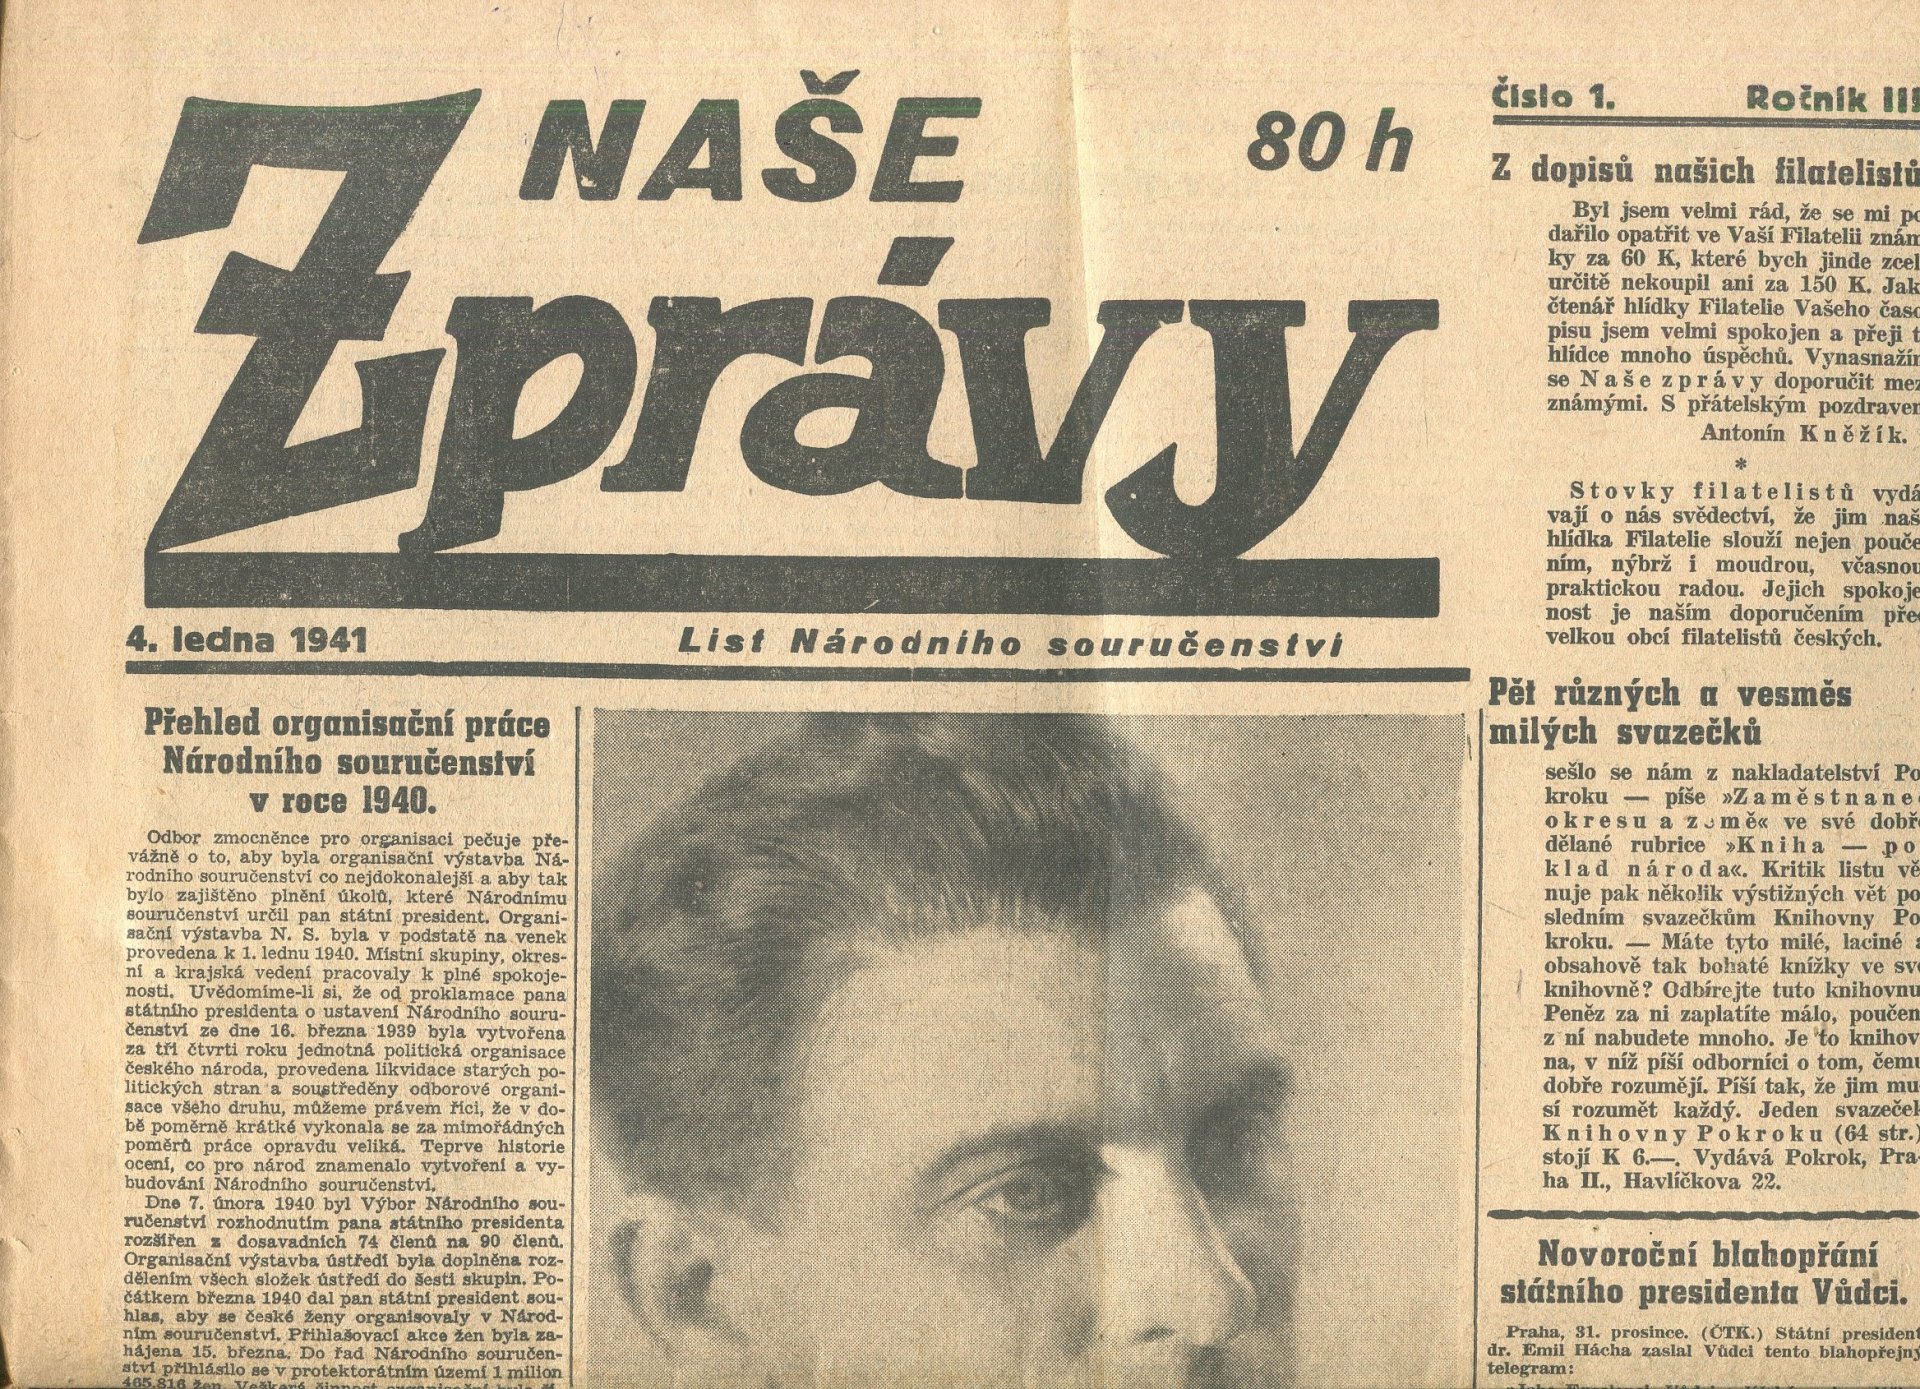 NAŠE
Zprávy
80 h
4. ledna 1941
List Národního souručenství
Přehled organisační práce
Národního souručenství
v roce 1940.
Odbor zmocněnce pro organisaci pečuje pře-
vážně o to, aby byla organisační výstavba Ná-
rodního souručenství co nejdokonalejší a aby tak
bylo zajištěno plnění úkolů, které Národnímu
souručenství určil pan státní president. Organi-
sační výstavba N. S. byla v podstatě na venek
provedena k 1. lednu 1940. Místní skupiny, okres-
ní a krajská vedení pracovaly k plné spokoje-
nosti. Uvědomíme-li si, že od proklamace pana
státního presidenta o ustavení Národního souru-
čenství ze dne 16. března 1939 byla vytvořena
za tři čtvrti roku jednotná politická organisace
českého národa, provedena likvidace starých po-
litických stran a soustředěny odborové organi-
sace všeho druhu, můžeme právem říci, že v do-
bě poměrně krátké vykonala se za mimořádných
poměrů práce opravdu veliká. Teprve historie
ocení, co pro národ znamenalo vytvoření a vy-
budování Národního souručenství.
Dne 7. února 1940 byl Výbor Národního sou-
ručenství rozhodnutím pana státního presidenta
rozšířen z dosavadních 74 členů na 90 členů.
Organisační výstavba ústředí byla doplněna roz-
dělením všech složek ústředí do šesti skupin. Po-
čátkem března 1940 dal pan státní president sou-
hlas, aby se české ženy organisovaly v Národ-
ním souručenství. Přihlašovací akce žen byla za-
hájena 15. března. Do řad Národního souručen-
ství přihlásilo se v protektorátním území 1 milion
465.816 žen.
Číslo 1. Ročník III
Z dopisů našich filatelistů
Byl jsem velmi rád, že se mi po
dařilo opatřit ve Vaší Filatelii znám
ky za 60 K, které bych jinde zcel
určitě nekoupil ani za 150 K. Jak
čtenář hlídky Filatelie Vašeho časo
pisu jsem velmi spokojen a přeji t
hlídce mnoho úspěchů. Vynasnažím
se Naše zprávy doporučit mez
známými. S přátelským pozdraven
Antonín Kněžík.
*
Stovky filatelistů vydá
vají o nás svědectví, že jim naš
hlídka Filatelie slouží nejen pouče
ním, nýbrž i moudrou, včasnou
praktickou radou. Jejich spokoje
nost je naším doporučením před
velkou obcí filatelistů českých.
Pět různých a vesměs
milých svazečků
sešlo se nám z nakladatelství Po
kroku — píše »Zaměstnanec
okresu a země« ve své dobře
dělané rubrice »Kniha — po
klad národa«. Kritik listu vě
nuje pak několik výstižných vět po
sledním svazečkům Knihovny Po
kroku. — Máte tyto milé, laciné a
obsahově tak bohaté knížky ve své
knihovně? Odbírejte tuto knihovnu
Peněz za ni zaplatíte málo, poučen
z ní nabudete mnoho. Je to knihov
na, v níž píší odborníci o tom, čemu
dobře rozumějí. Píší tak, že jim mu
sí rozumět každý. Jeden svazeček
Knihovny Pokroku (64 str.)
stojí K 6.—. Vydává Pokrok, Pra-
ha II., Havlíčkova 22.
Novoroční blahopřání
státního presidenta Vůdci.
Praha, 31. prosince. (ČTK.) Státní president
dr. Emil Hácha zaslal Vůdci tento blahopřejný
telegram: